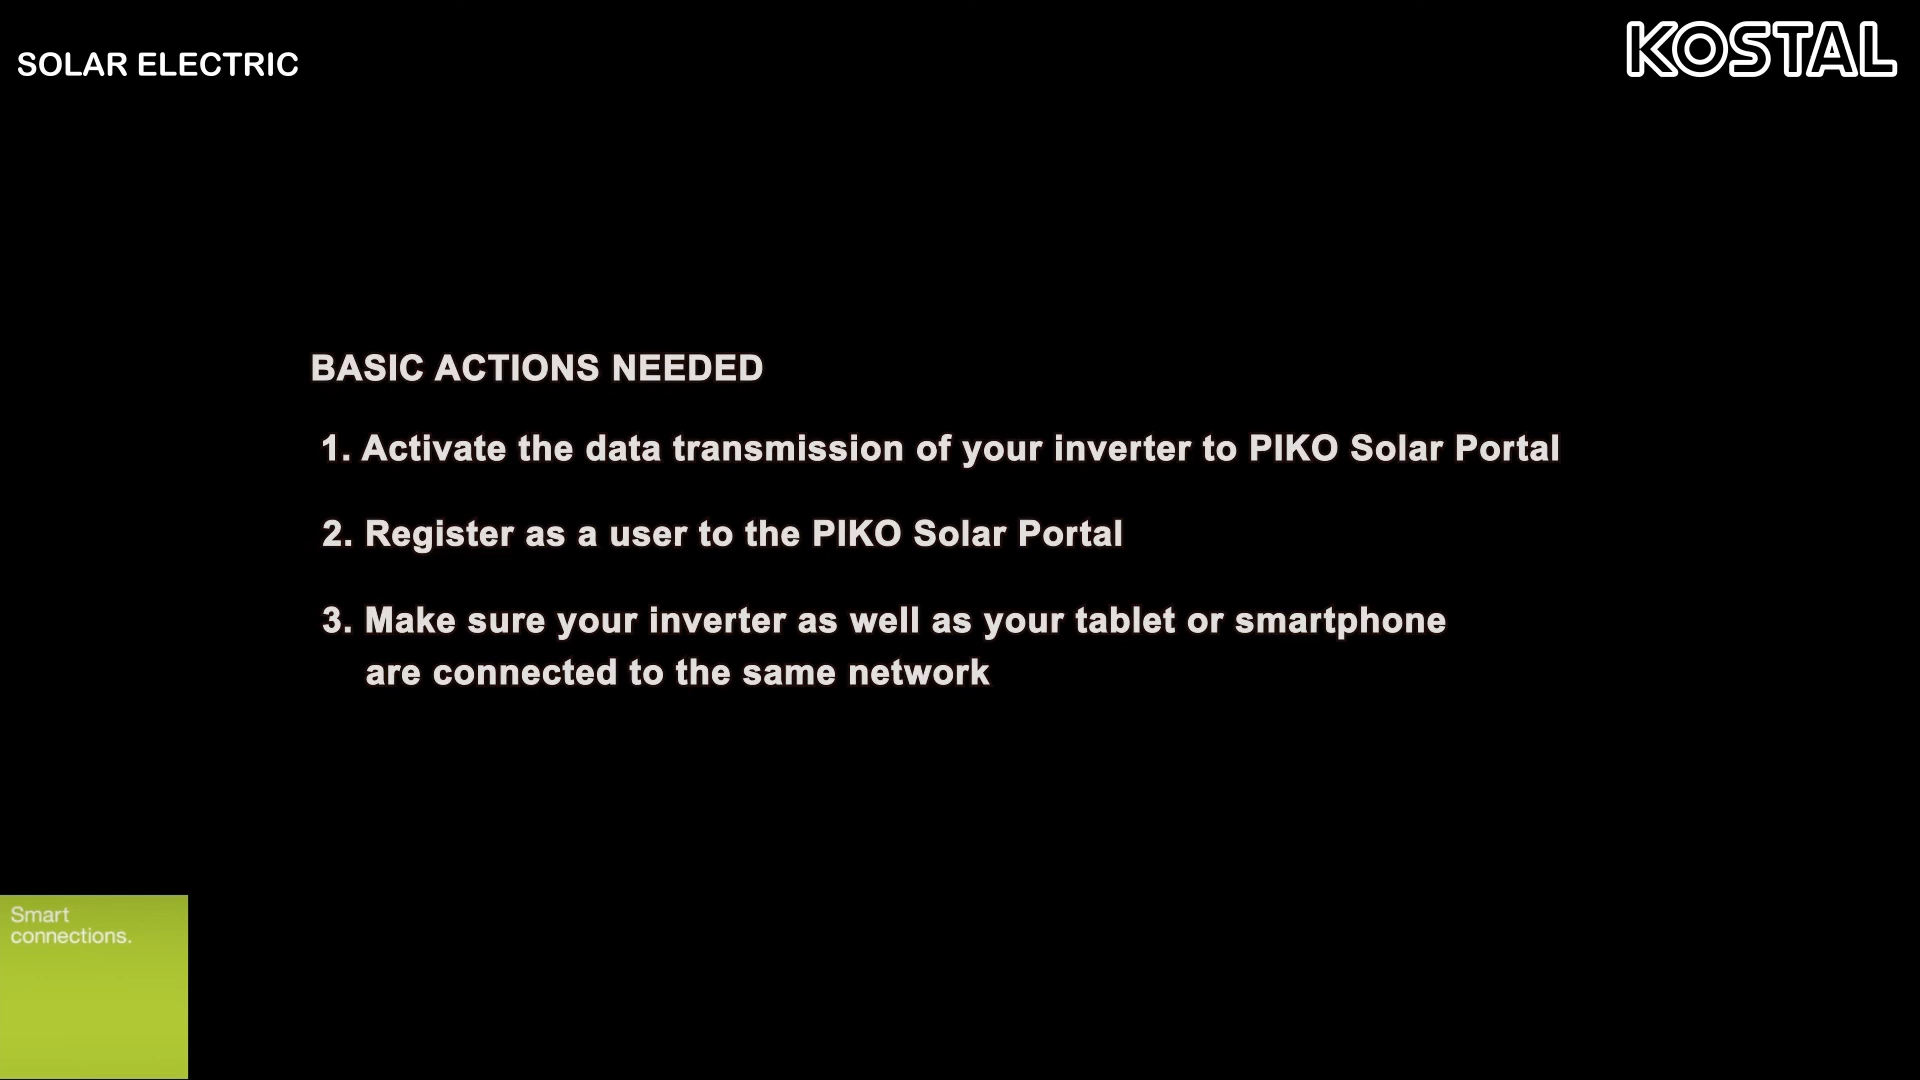 SOLAR ELECTRIC
KOSTAL
BASIC ACTIONS NEEDED
1. Activate the data transmission of your inverter to PIKO Solar Portal
2. Register as a user to the PIKO Solar Portal
3. Make sure your inverter as well as your tablet or smartphone
are connected to the same network
Smart
connections.